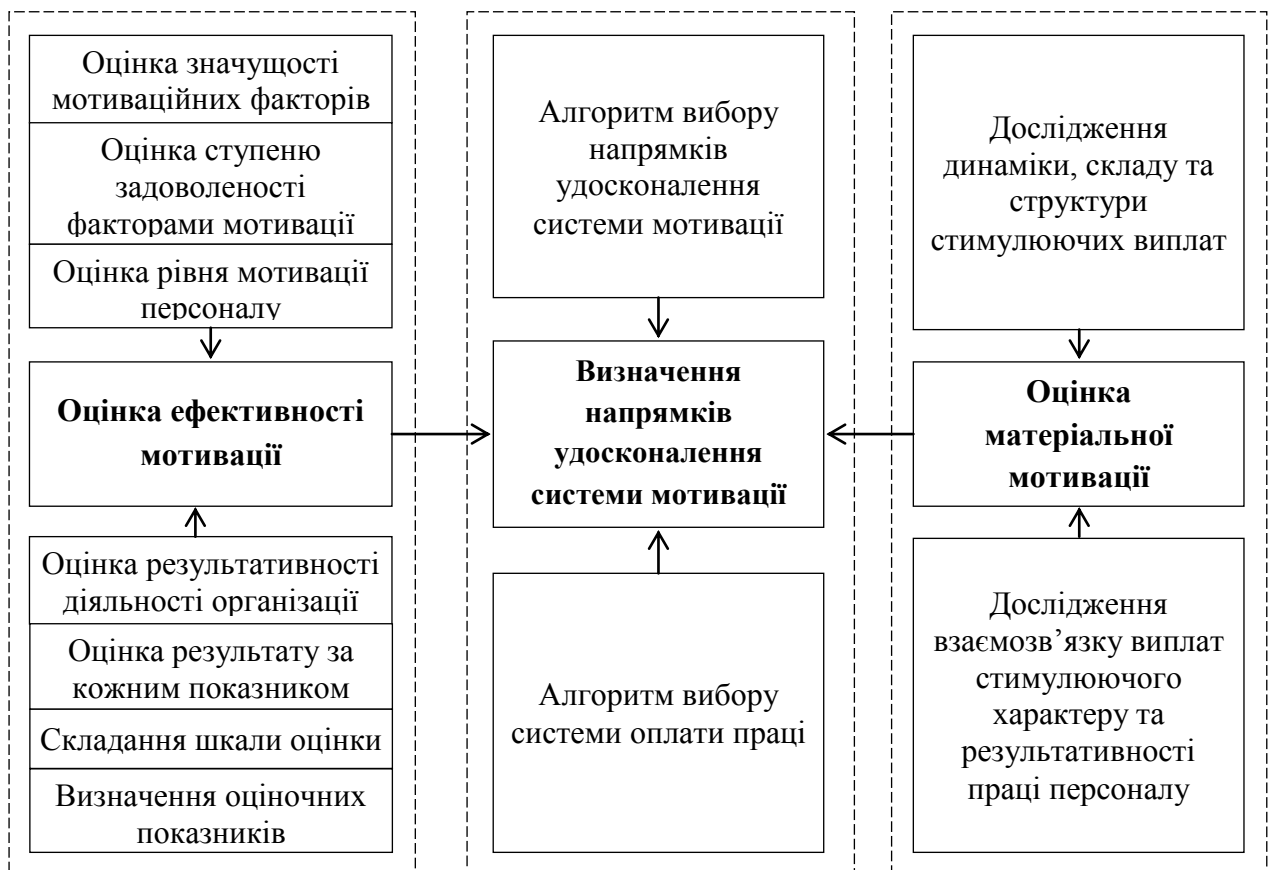 Оцінка значущості
мотиваційних факторів
Оцінка ступеню
задоволеності
факторами мотивації
Оцінка рівня мотивації
персоналу
Оцінка ефективності
мотивації
Оцінка результативності
діяльності організації
Оцінка результату за
кожним показником
Складання шкали оцінки
Визначення оціночних
показників
Алгоритм вибору
напрямків
удосконалення
системи мотивації
Визначення
напрямків
удосконалення
системи мотивації
Алгоритм вибору
системи оплати праці
Дослідження
динаміки, складу та
структури
стимулюючих виплат
Оцінка
матеріальної
мотивації
Дослідження
взаємозв’язку виплат
стимулюючого
характеру та
результативності
праці персоналу